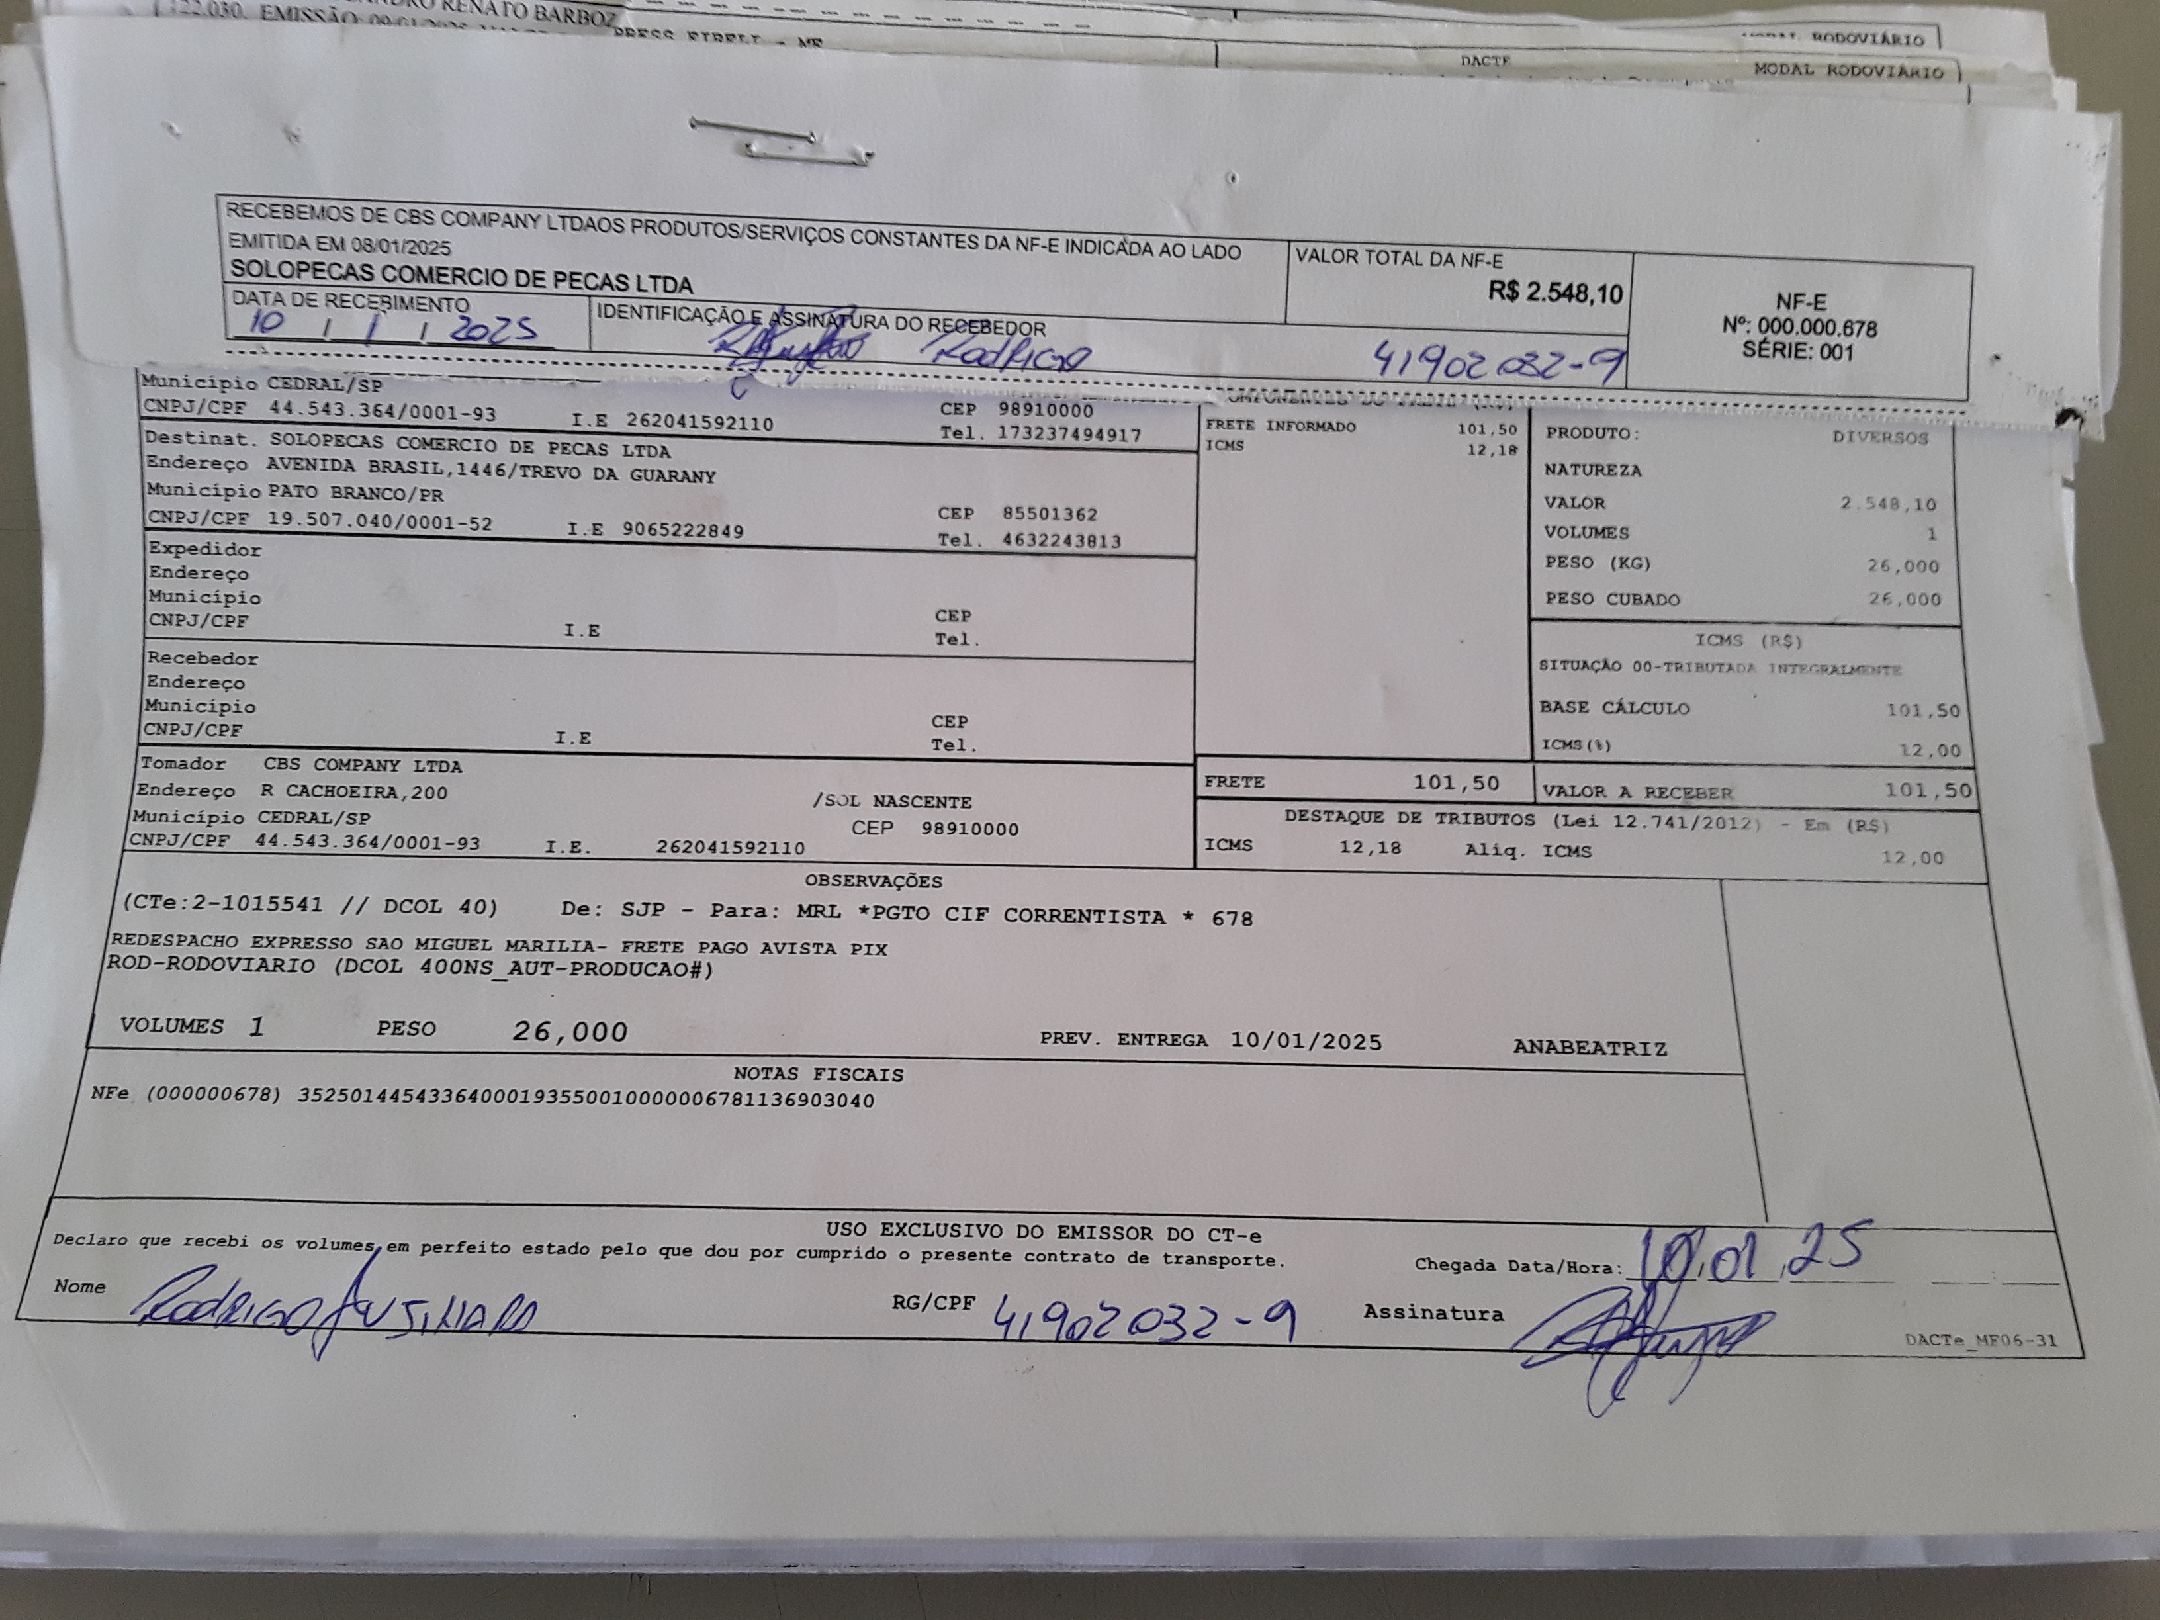 RENATO BARBOZ
122.030, EMISSÃO:
PRESS EIRELI - ME
RODOVIÁRIO
DACTE
MODAL RODOVIÁRIO
RECEBEMOS DE CBS COMPANY LTDAOS PRODUTOS/SERVIÇOS CONSTANTES DA NF-E INDICADA AO LADO
EMITIDA EM 08/01/2025
SOLOPECAS COMERCIO DE PECAS LTDA
VALOR TOTAL DA NF-E
R$ 2.548,10
NF-E
Nº: 000.000.678
SÉRIE: 001
DATA DE RECEBIMENTO
10 / 1 / 2025
IDENTIFICAÇÃO E ASSINATURA DO RECEBEDOR
Rodrigo 41902032-9
Município CEDRAL/SP
CNPJ/CPF 44.543.364/0001-93 I.E 262041592110
CEP 98910000
Tel. 173237494917
Destinat. SOLOPECAS COMERCIO DE PECAS LTDA
Endereço AVENIDA BRASIL,1446/TREVO DA GUARANY
Município PATO BRANCO/PR
CNPJ/CPF 19.507.040/0001-52 I.E 9065222849
CEP 85501362
Tel. 4632243813
Expedidor
Endereço
Município
CNPJ/CPF I.E
CEP
Tel.
Recebedor
Endereço
Município
CNPJ/CPF I.E
CEP
Tel.
Tomador CBS COMPANY LTDA
Endereço R CACHOEIRA,200 /SOL NASCENTE
Município CEDRAL/SP CEP 98910000
CNPJ/CPF 44.543.364/0001-93 I.E. 262041592110
FRETE INFORMADO 101,50
ICMS 12,18
PRODUTO: DIVERSOS
NATUREZA
VALOR 2.548,10
VOLUMES 1
PESO (KG) 26,000
PESO CUBADO 26,000
ICMS (R$)
SITUAÇÃO 00-TRIBUTADA INTEGRALMENTE
BASE CÁLCULO 101,50
ICMS(%) 12,00
FRETE 101,50
VALOR A RECEBER 101,50
DESTAQUE DE TRIBUTOS (Lei 12.741/2012) - Em (R$)
ICMS 12,18 Aliq. ICMS 12,00
OBSERVAÇÕES
(CTe:2-1015541 // DCOL 40) De: SJP - Para: MRL *PGTO CIF CORRENTISTA * 678
REDESPACHO EXPRESSO SAO MIGUEL MARILIA- FRETE PAGO AVISTA PIX
ROD-RODOVIARIO (DCOL 400NS_AUT-PRODUCAO#)
VOLUMES 1 PESO 26,000 PREV. ENTREGA 10/01/2025 ANABEATRIZ
NOTAS FISCAIS
NFe (000000678) 35250144543364000193550010000006781136903040
USO EXCLUSIVO DO EMISSOR DO CT-e
Declaro que recebi os volumes em perfeito estado pelo que dou por cumprido o presente contrato de transporte.
Chegada Data/Hora: 10.01.25
Nome Rodrigo
RG/CPF 41902032-9
Assinatura
DACTe_MF06-31